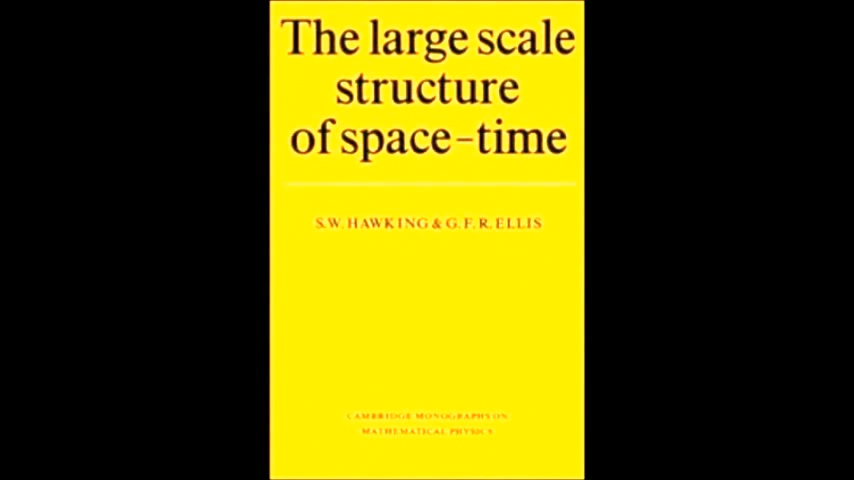 The large scale
structure
of space-time
S.W. HAWKING & G.F.R. ELLIS
CAMBRIDGE MONOGRAPHS ON
MATHEMATICAL PHYSICS